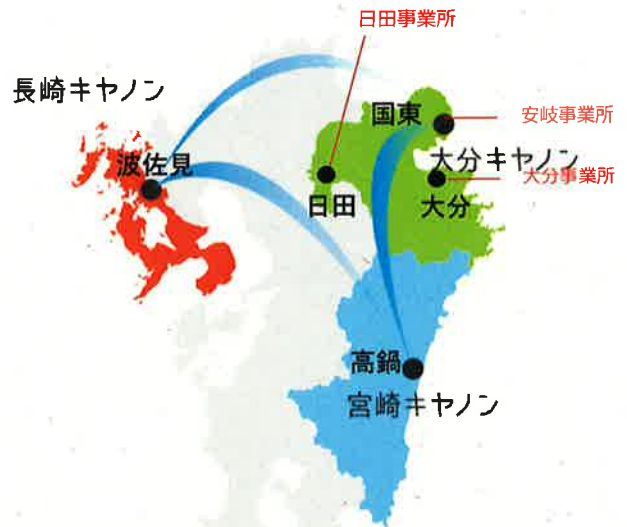 日田事業所
長崎キヤノン
国東
安岐事業所
波佐見
大分キヤノン
大分事業所
日田
大分
高鍋
宮崎キヤノン